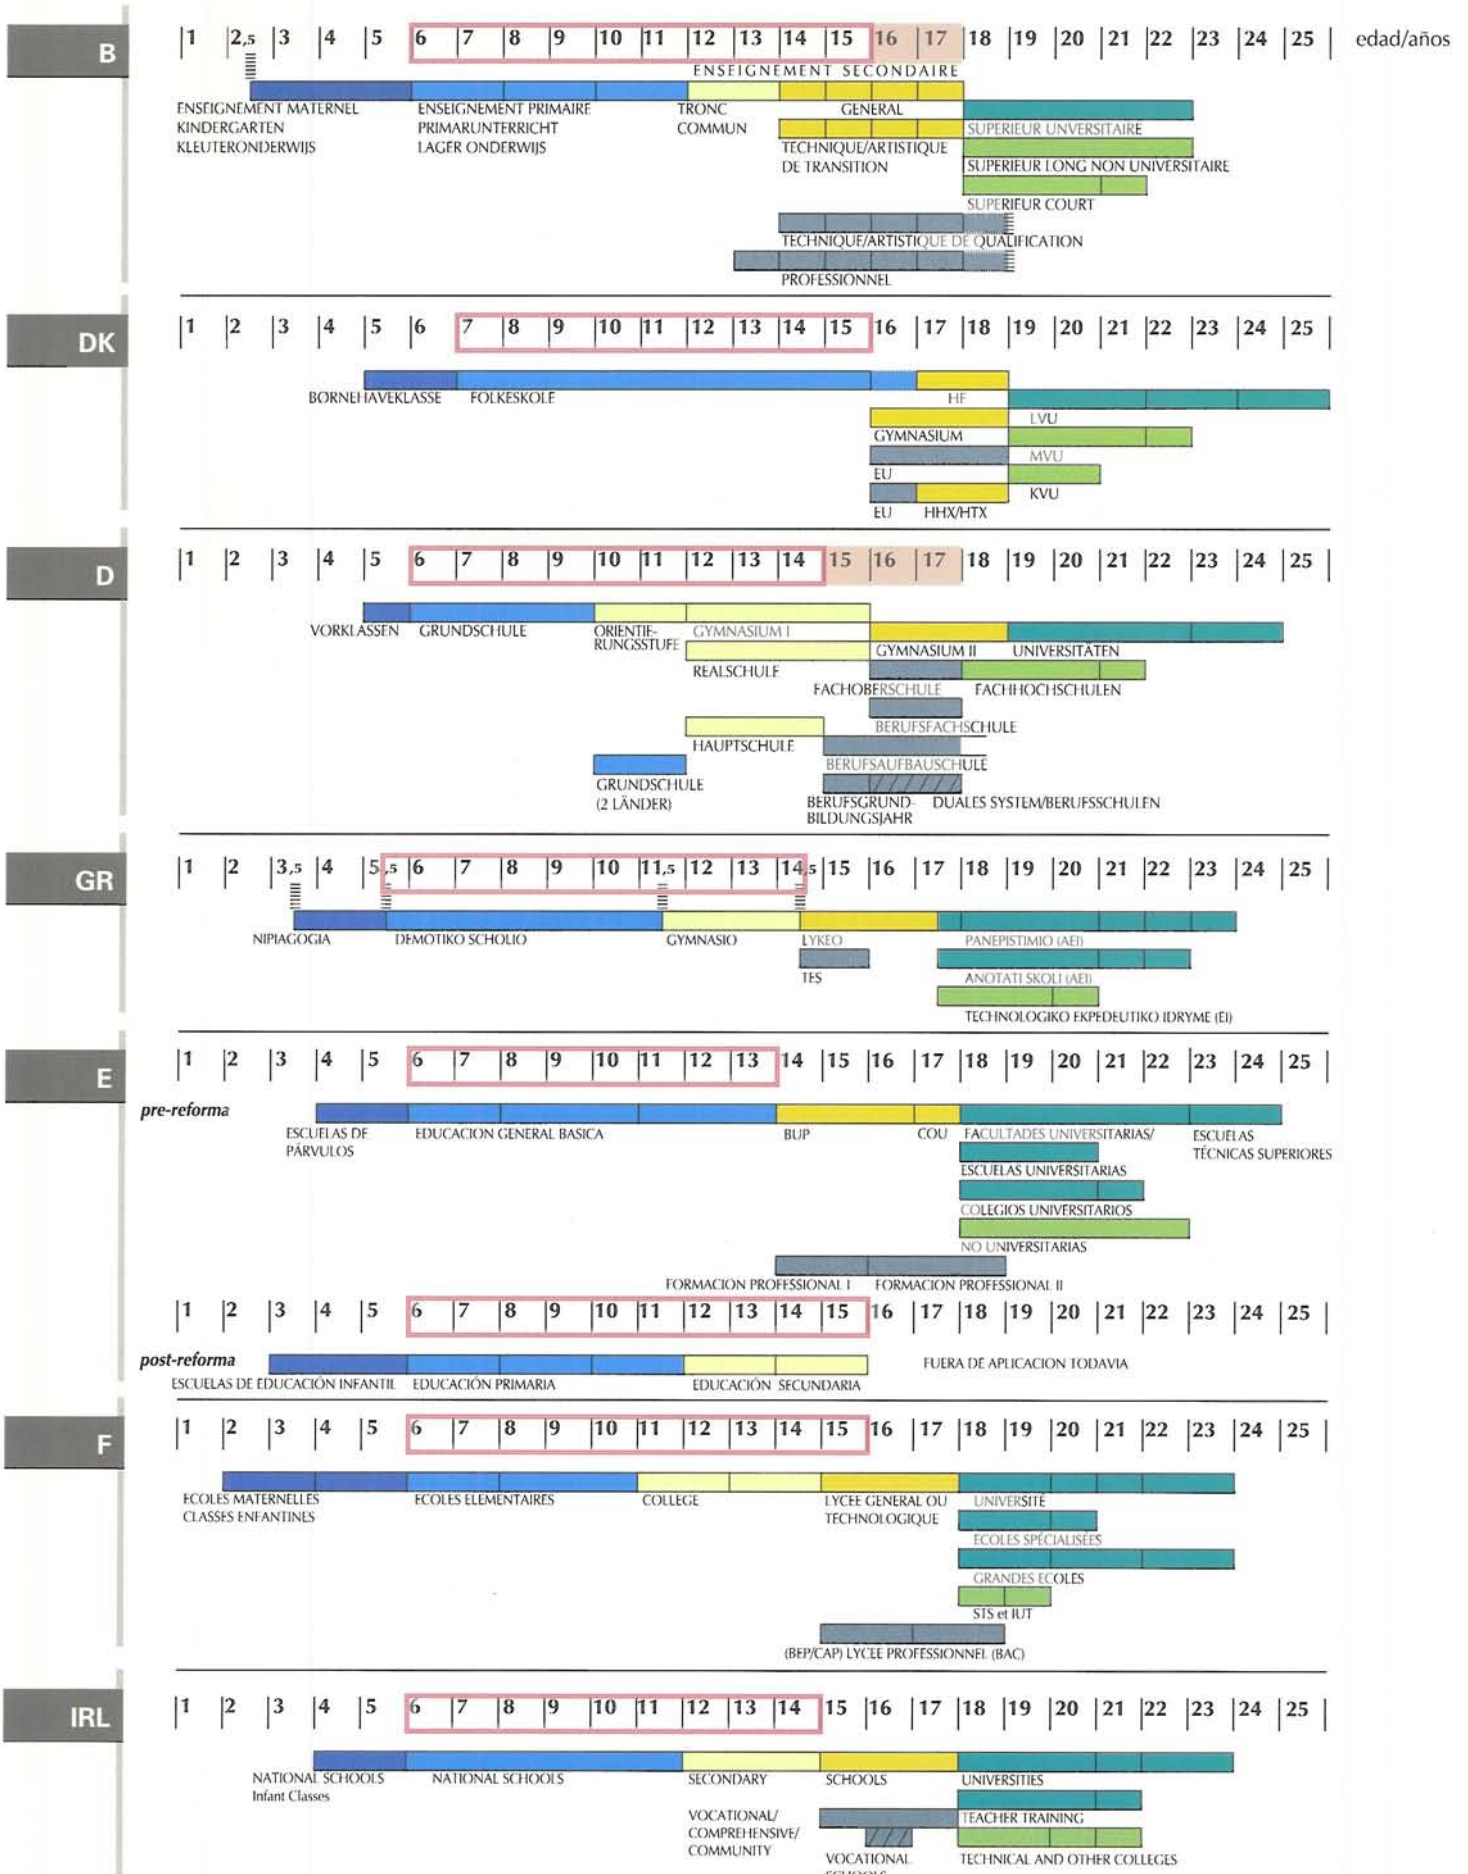 B
1 2,5 3 4 5 6 7 8 9 10 11 12 13 14 15 16 17 18 19 20 21 22 23 24 25 edad/años
ENSEIGNEMENT SECONDAIRE
ENSEIGNEMENT MATERNEL ENSEIGNEMENT PRIMAIRE TRONC GENERAL
KINDERGARTEN PRIMARUNTERRICHT COMMUN SUPERIEUR UNVERSITAIRE
KLEUTERONDERWIJS LAGER ONDERWIJS TECHNIQUE/ARTISTIQUE
DE TRANSITION SUPERIEUR LONG NON UNIVERSITAIRE
SUPERIEUR COURT
TECHNIQUE/ARTISTIQUE DE QUALIFICATION
PROFESSIONNEL
DK
1 2 3 4 5 6 7 8 9 10 11 12 13 14 15 16 17 18 19 20 21 22 23 24 25
BØRNEHAVEKLASSE FOLKESKOLE HF
LVU
GYMNASIUM
MVU
EU
KVU
EU HHX/HTX
D
1 2 3 4 5 6 7 8 9 10 11 12 13 14 15 16 17 18 19 20 21 22 23 24 25
VORKLASSEN GRUNDSCHULE ORIENTIE- GYMNASIUM I
RUNGSSTUFE GYMNASIUM II UNIVERSITÄTEN
REALSCHULE
FACHOBERSCHULE FACHHOCHSCHULEN
BERUFSFACHSCHULE
HAUPTSCHULE
BERUFSAUFBAUSCHULE
GRUNDSCHULE
(2 LÄNDER) BERUFSGRUND- DUALES SYSTEM/BERUFSSCHULEN
BILDUNGSJAHR
GR
1 2 3,5 4 5,5 6 7 8 9 10 11,5 12 13 14,5 15 16 17 18 19 20 21 22 23 24 25
NIPIAGOGIA DEMOTIKO SCHOLIO GYMNASIO LYKEO PANEPISTIMIO (AEI)
TES ANOTATI SKOLI (AEI)
TECHNOLOGIKO EKPEDEUTIKO IDRYME (EI)
E
1 2 3 4 5 6 7 8 9 10 11 12 13 14 15 16 17 18 19 20 21 22 23 24 25
pre-reforma
ESCUELAS DE EDUCACION GENERAL BASICA BUP COU FACULTADES UNIVERSITARIAS/ ESCUELAS
PÁRVULOS TÉCNICAS SUPERIORES
ESCUELAS UNIVERSITARIAS
COLEGIOS UNIVERSITARIOS
NO UNIVERSITARIAS
FORMACION PROFESSIONAL I FORMACION PROFESSIONAL II
1 2 3 4 5 6 7 8 9 10 11 12 13 14 15 16 17 18 19 20 21 22 23 24 25
post-reforma FUERA DE APLICACION TODAVIA
ESCUELAS DE EDUCACIÓN INFANTIL EDUCACIÓN PRIMARIA EDUCACIÓN SECUNDARIA
F
1 2 3 4 5 6 7 8 9 10 11 12 13 14 15 16 17 18 19 20 21 22 23 24 25
ECOLES MATERNELLES ECOLES ELEMENTAIRES COLLEGE LYCEE GENERAL OU UNIVERSITÉ
CLASSES ENFANTINES TECHNOLOGIQUE
ECOLES SPÉCIALISÉES
GRANDES ECOLES
STS et IUT
(BEP/CAP) LYCEE PROFESSIONNEL (BAC)
IRL
1 2 3 4 5 6 7 8 9 10 11 12 13 14 15 16 17 18 19 20 21 22 23 24 25
NATIONAL SCHOOLS NATIONAL SCHOOLS SECONDARY SCHOOLS UNIVERSITIES
Infant Classes
VOCATIONAL/ TEACHER TRAINING
COMPREHENSIVE/
COMMUNITY
VOCATIONAL TECHNICAL AND OTHER COLLEGES